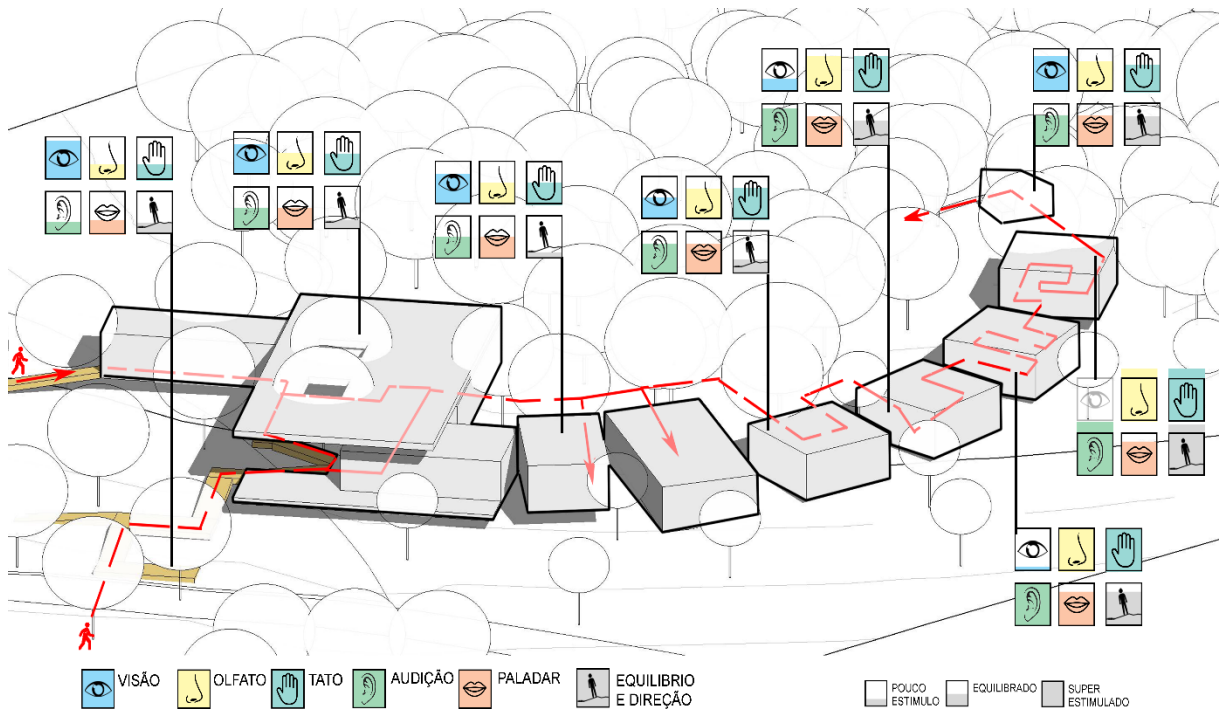 VISÃO
OLFATO
TATO
AUDIÇÃO
PALADAR
EQUILIBRIO
E DIREÇÃO
POUCO
ESTIMULO
EQUILIBRADO
SUPER
ESTIMULADO